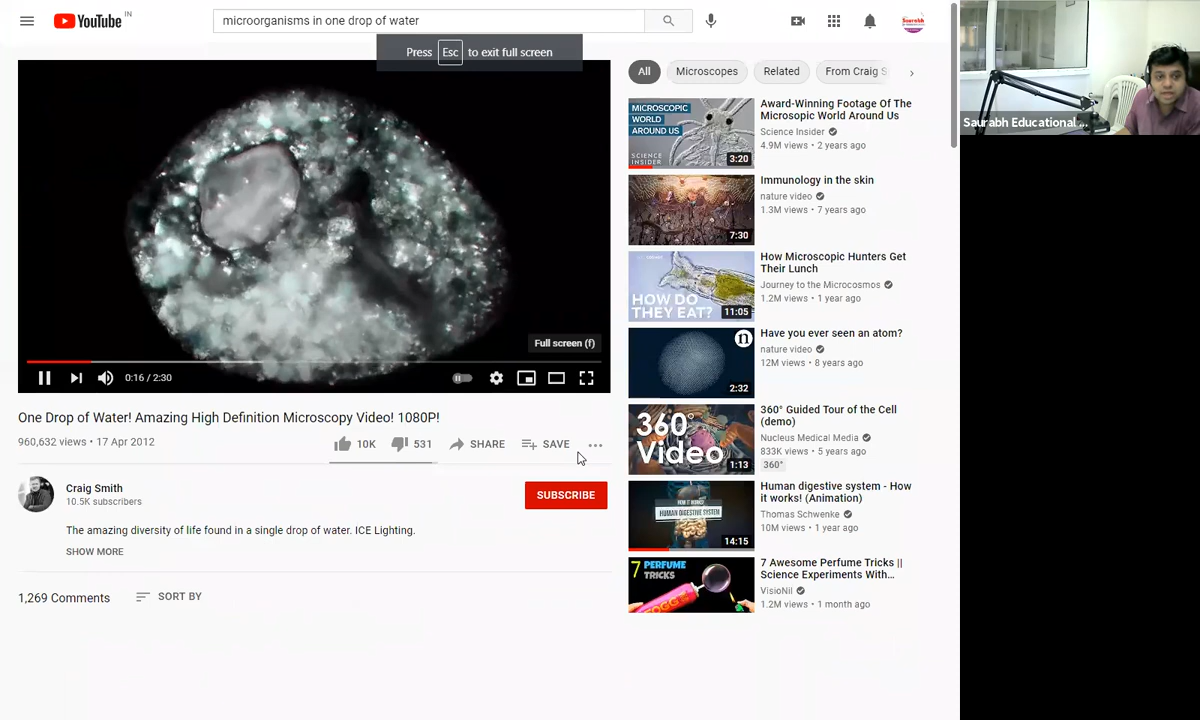 YouTube IN
microorganisms in one drop of water
Press Esc to exit full screen
Full screen (f)
0:16 / 2:30
One Drop of Water! Amazing High Definition Microscopy Video! 1080P!
960,632 views • 17 Apr 2012
10K 531 SHARE SAVE
Craig Smith
10.5K subscribers
SUBSCRIBE
The amazing diversity of life found in a single drop of water. ICE Lighting.
SHOW MORE
1,269 Comments SORT BY
All Microscopes Related From Craig S
MICROSCOPIC
WORLD
AROUND US
SCIENCE
INSIDER
3:20
Award-Winning Footage Of The
Microsopic World Around Us
Science Insider
4.9M views • 2 years ago
7:30
Immunology in the skin
nature video
1.3M views • 7 years ago
HOW DO
THEY EAT?
11:05
How Microscopic Hunters Get
Their Lunch
Journey to the Microcosmos
1.2M views • 1 year ago
n
2:32
Have you ever seen an atom?
nature video
12M views • 8 years ago
360°
Video
1:13
360° Guided Tour of the Cell
(demo)
Nucleus Medical Media
833K views • 5 years ago
360°
HUMAN DIGESTIVE SYSTEM
14:15
Human digestive system - How
it works! (Animation)
Thomas Schwenke
10M views • 1 year ago
7 PERFUME
TRICKS
FOGG
7 Awesome Perfume Tricks ||
Science Experiments With...
VisioNil
1.2M views • 1 month ago
Saurabh
Saurabh Educational ...